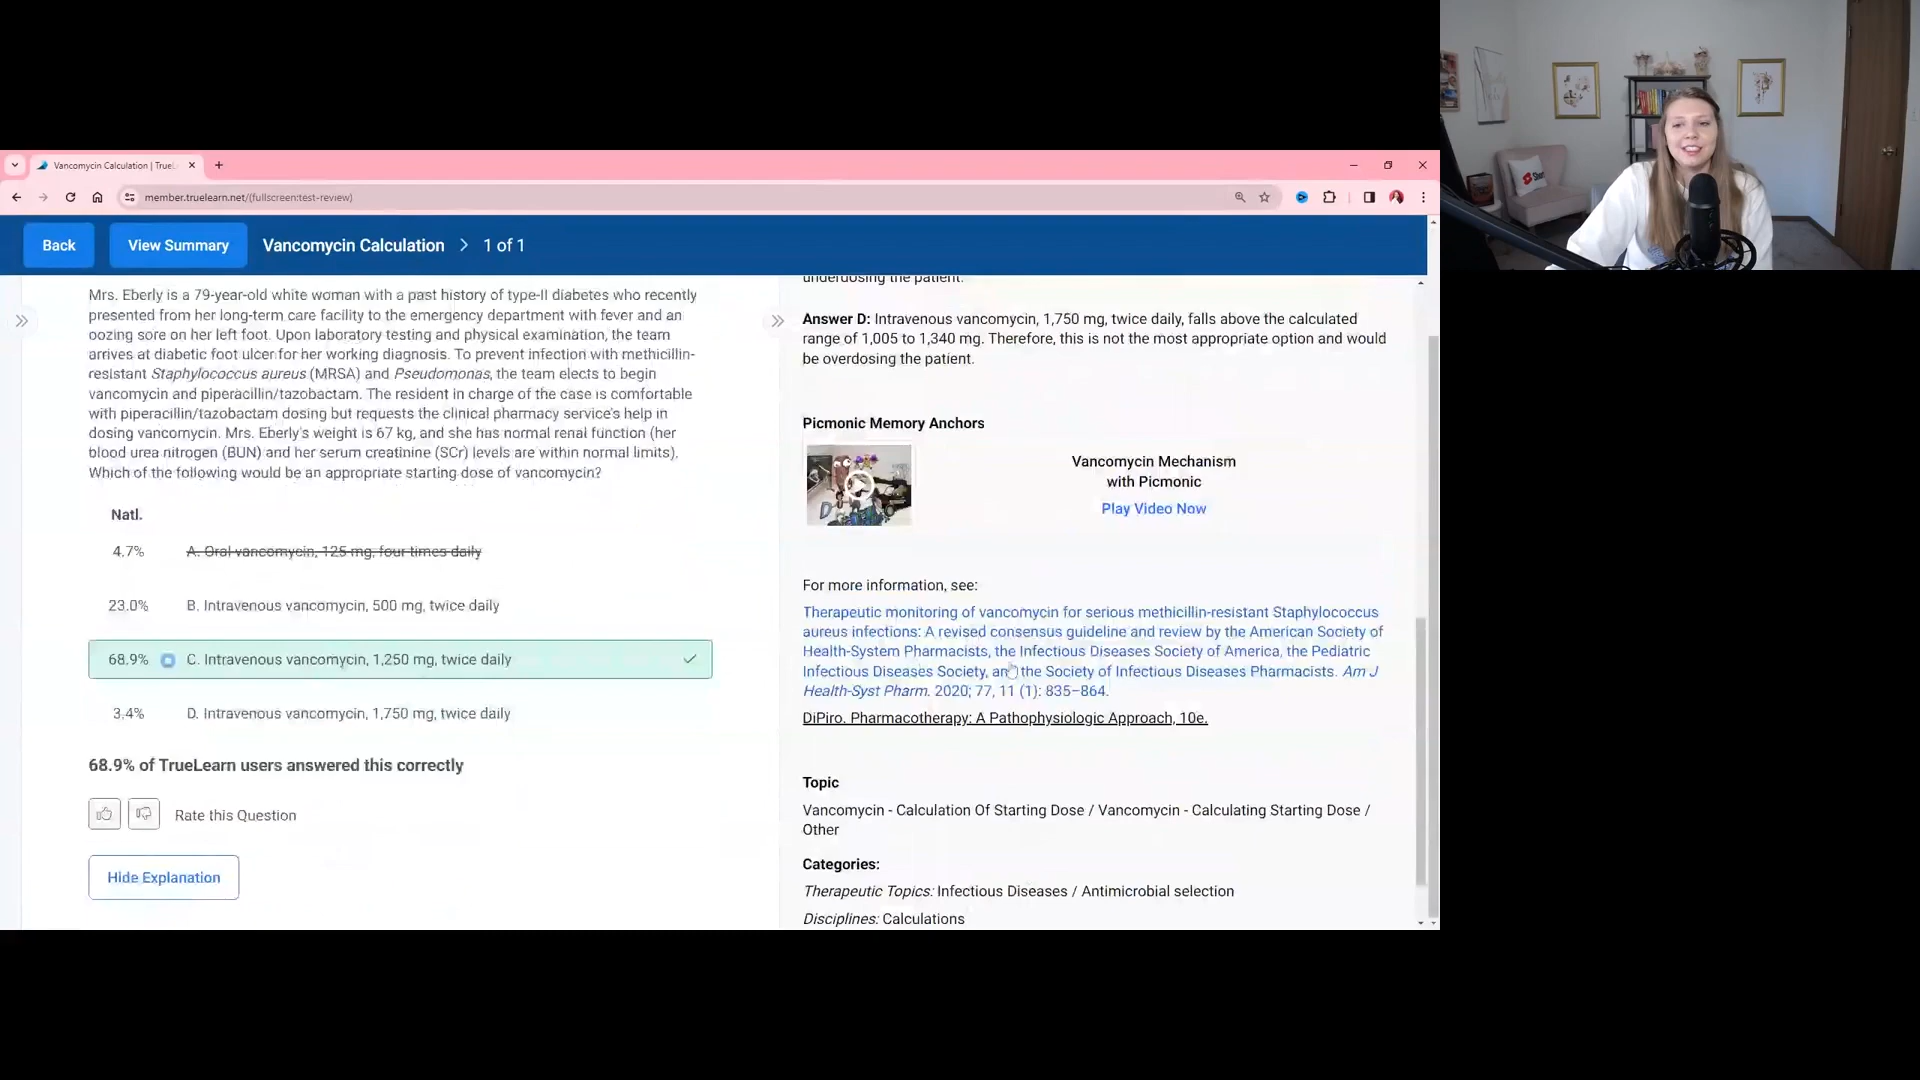 Vancomycin Calculation | TrueL
member.truelearn.net/(fullscreen:test-review)
Back
View Summary
Vancomycin Calculation
1 of 1
Mrs. Eberly is a 79-year-old white woman with a past history of type-II diabetes who recently
presented from her long-term care facility to the emergency department with fever and an
oozing sore on her left foot. Upon laboratory testing and physical examination, the team
arrives at diabetic foot ulcer for her working diagnosis. To prevent infection with methicillin-
resistant Staphylococcus aureus (MRSA) and Pseudomonas, the team elects to begin
vancomycin and piperacillin/tazobactam. The resident in charge of the case is comfortable
with piperacillin/tazobactam dosing but requests the clinical pharmacy service's help in
dosing vancomycin. Mrs. Eberly's weight is 67 kg, and she has normal renal function (her
blood urea nitrogen (BUN) and her serum creatinine (SCr) levels are within normal limits).
Which of the following would be an appropriate starting dose of vancomycin?
Natl.
4.7% A. Oral vancomycin, 125 mg, four times daily
23.0% B. Intravenous vancomycin, 500 mg, twice daily
68.9% C. Intravenous vancomycin, 1,250 mg, twice daily
3.4% D. Intravenous vancomycin, 1,750 mg, twice daily
68.9% of TrueLearn users answered this correctly
Rate this Question
Hide Explanation
underdosing the patient.
Answer D: Intravenous vancomycin, 1,750 mg, twice daily, falls above the calculated
range of 1,005 to 1,340 mg. Therefore, this is not the most appropriate option and would
be overdosing the patient.
Picmonic Memory Anchors
Vancomycin Mechanism
with Picmonic
Play Video Now
For more information, see:
Therapeutic monitoring of vancomycin for serious methicillin-resistant Staphylococcus
aureus infections: A revised consensus guideline and review by the American Society of
Health-System Pharmacists, the Infectious Diseases Society of America, the Pediatric
Infectious Diseases Society, and the Society of Infectious Diseases Pharmacists. Am J
Health-Syst Pharm. 2020; 77, 11 (1): 835–864.
DiPiro. Pharmacotherapy: A Pathophysiologic Approach, 10e.
Topic
Vancomycin - Calculation Of Starting Dose / Vancomycin - Calculating Starting Dose /
Other
Categories:
Therapeutic Topics: Infectious Diseases / Antimicrobial selection
Disciplines: Calculations